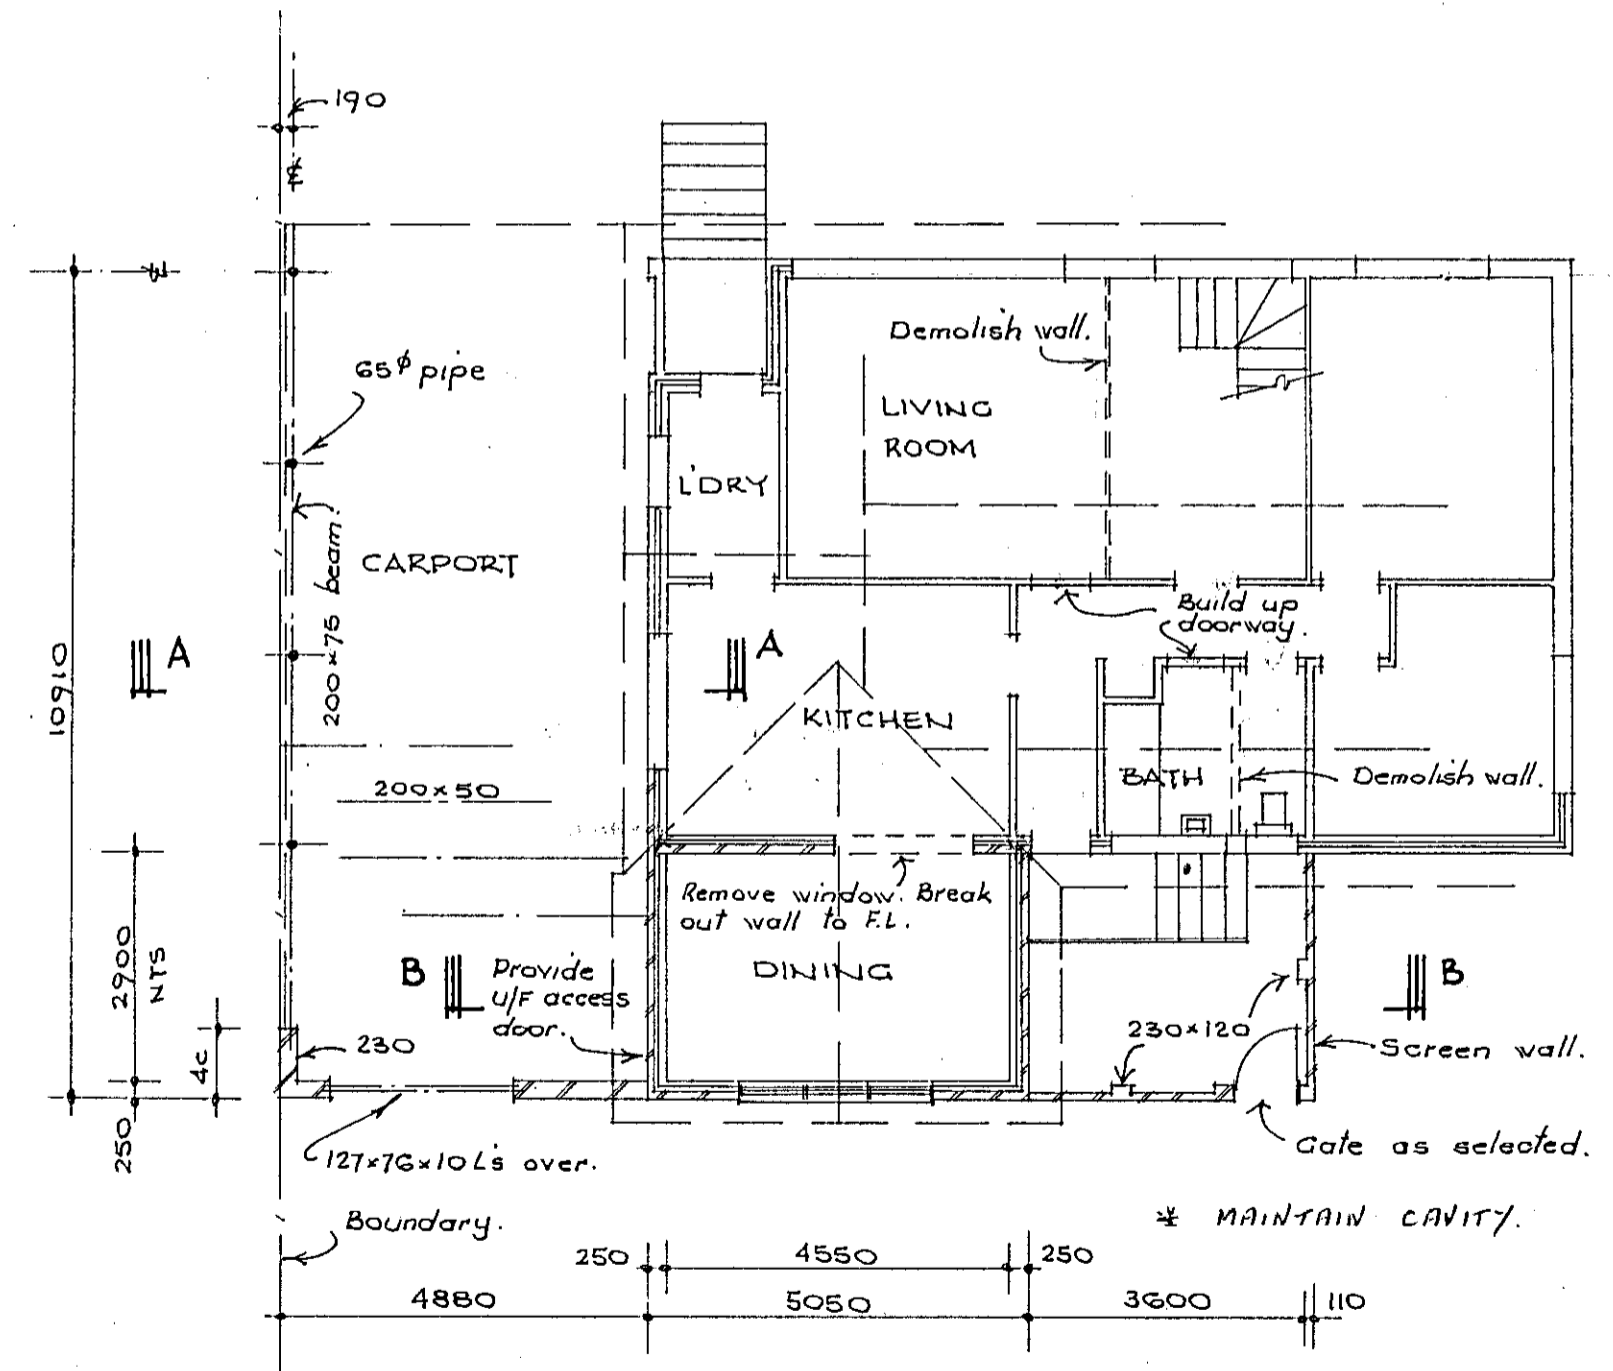 190
℄
℄
65ø pipe
Demolish wall.
LIVING
ROOM
L'DRY
CARPORT
200×75 beam.
Build up
doorway.
A
A
10910
KITCHEN
BATH
Demolish wall.
200×50
Remove window. Break
out wall to F.L.
2900
NTS
B
Provide
U/F access
door.
DINING
B
230×120
4c
230
Screen wall.
250
127×76×10 L's over.
Gate as selected.
Boundary.
MAINTAIN CAVITY.
250
4550
250
4880
5050
3600
110